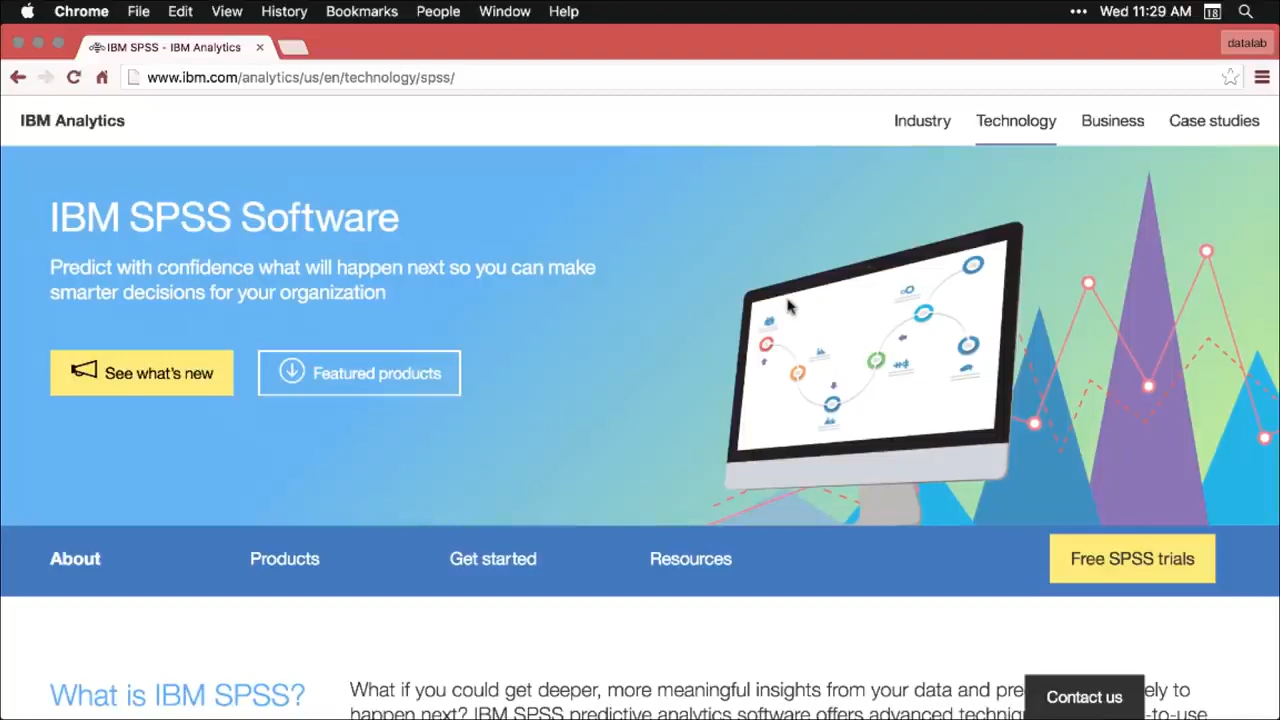 Chrome File Edit View History Bookmarks People Window Help ••• Wed 11:29 AM 18
IBM SPSS - IBM Analytics × datalab
www.ibm.com/analytics/us/en/technology/spss/
IBM Analytics Industry Technology Business Case studies
IBM SPSS Software
Predict with confidence what will happen next so you can make
smarter decisions for your organization
See what's new Featured products
About Products Get started Resources Free SPSS trials
What is IBM SPSS?
What if you could get deeper, more meaningful insights from your data and
happen next? IBM SPSS predictive analytics software offers advanced
Contact us